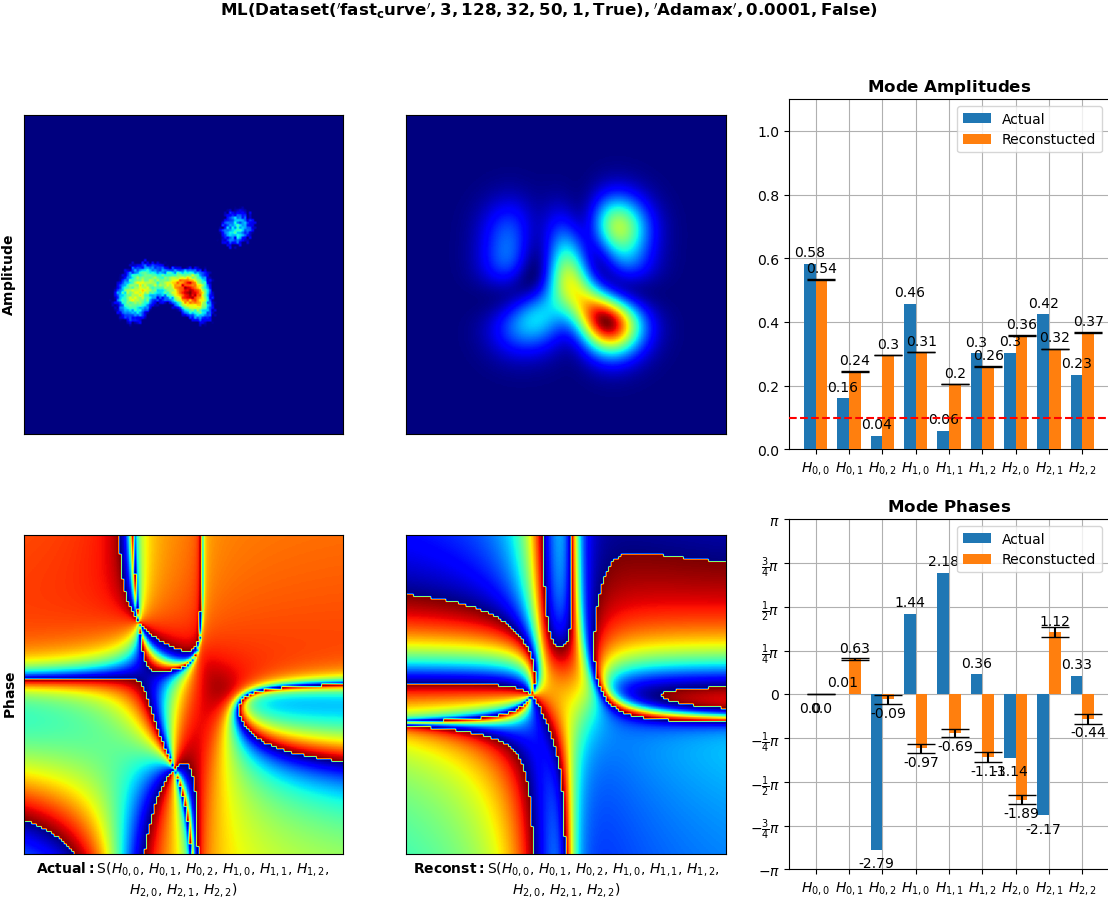 ML(Dataset('fast_curve', 3, 128, 32, 50, 1, True), 'Adamax', 0.0001, False)
Amplitude
Mode Amplitudes
Actual
Reconstucted
1.0
0.8
0.6
0.4
0.2
0.0
0.58
0.54
0.16
0.24
0.04
0.3
0.46
0.31
0.06
0.2
0.3
0.26
0.3
0.36
0.42
0.32
0.23
0.37
H0,0 H0,1 H0,2 H1,0 H1,1 H1,2 H2,0 H2,1 H2,2
Phase
Actual: S(H0,0, H0,1, H0,2, H1,0, H1,1, H1,2,
H2,0, H2,1, H2,2)
Reconst: S(H0,0, H0,1, H0,2, H1,0, H1,1, H1,2,
H2,0, H2,1, H2,2)
Mode Phases
Actual
Reconstucted
π
3/4π
1/2π
1/4π
0
−1/4π
−1/2π
−3/4π
−π
0.0
0.0
0.01
0.63
-2.79
-0.09
1.44
-0.97
2.18
-0.69
0.36
-1.13
-1.14
-1.89
-2.17
1.12
0.33
-0.44
H0,0 H0,1 H0,2 H1,0 H1,1 H1,2 H2,0 H2,1 H2,2